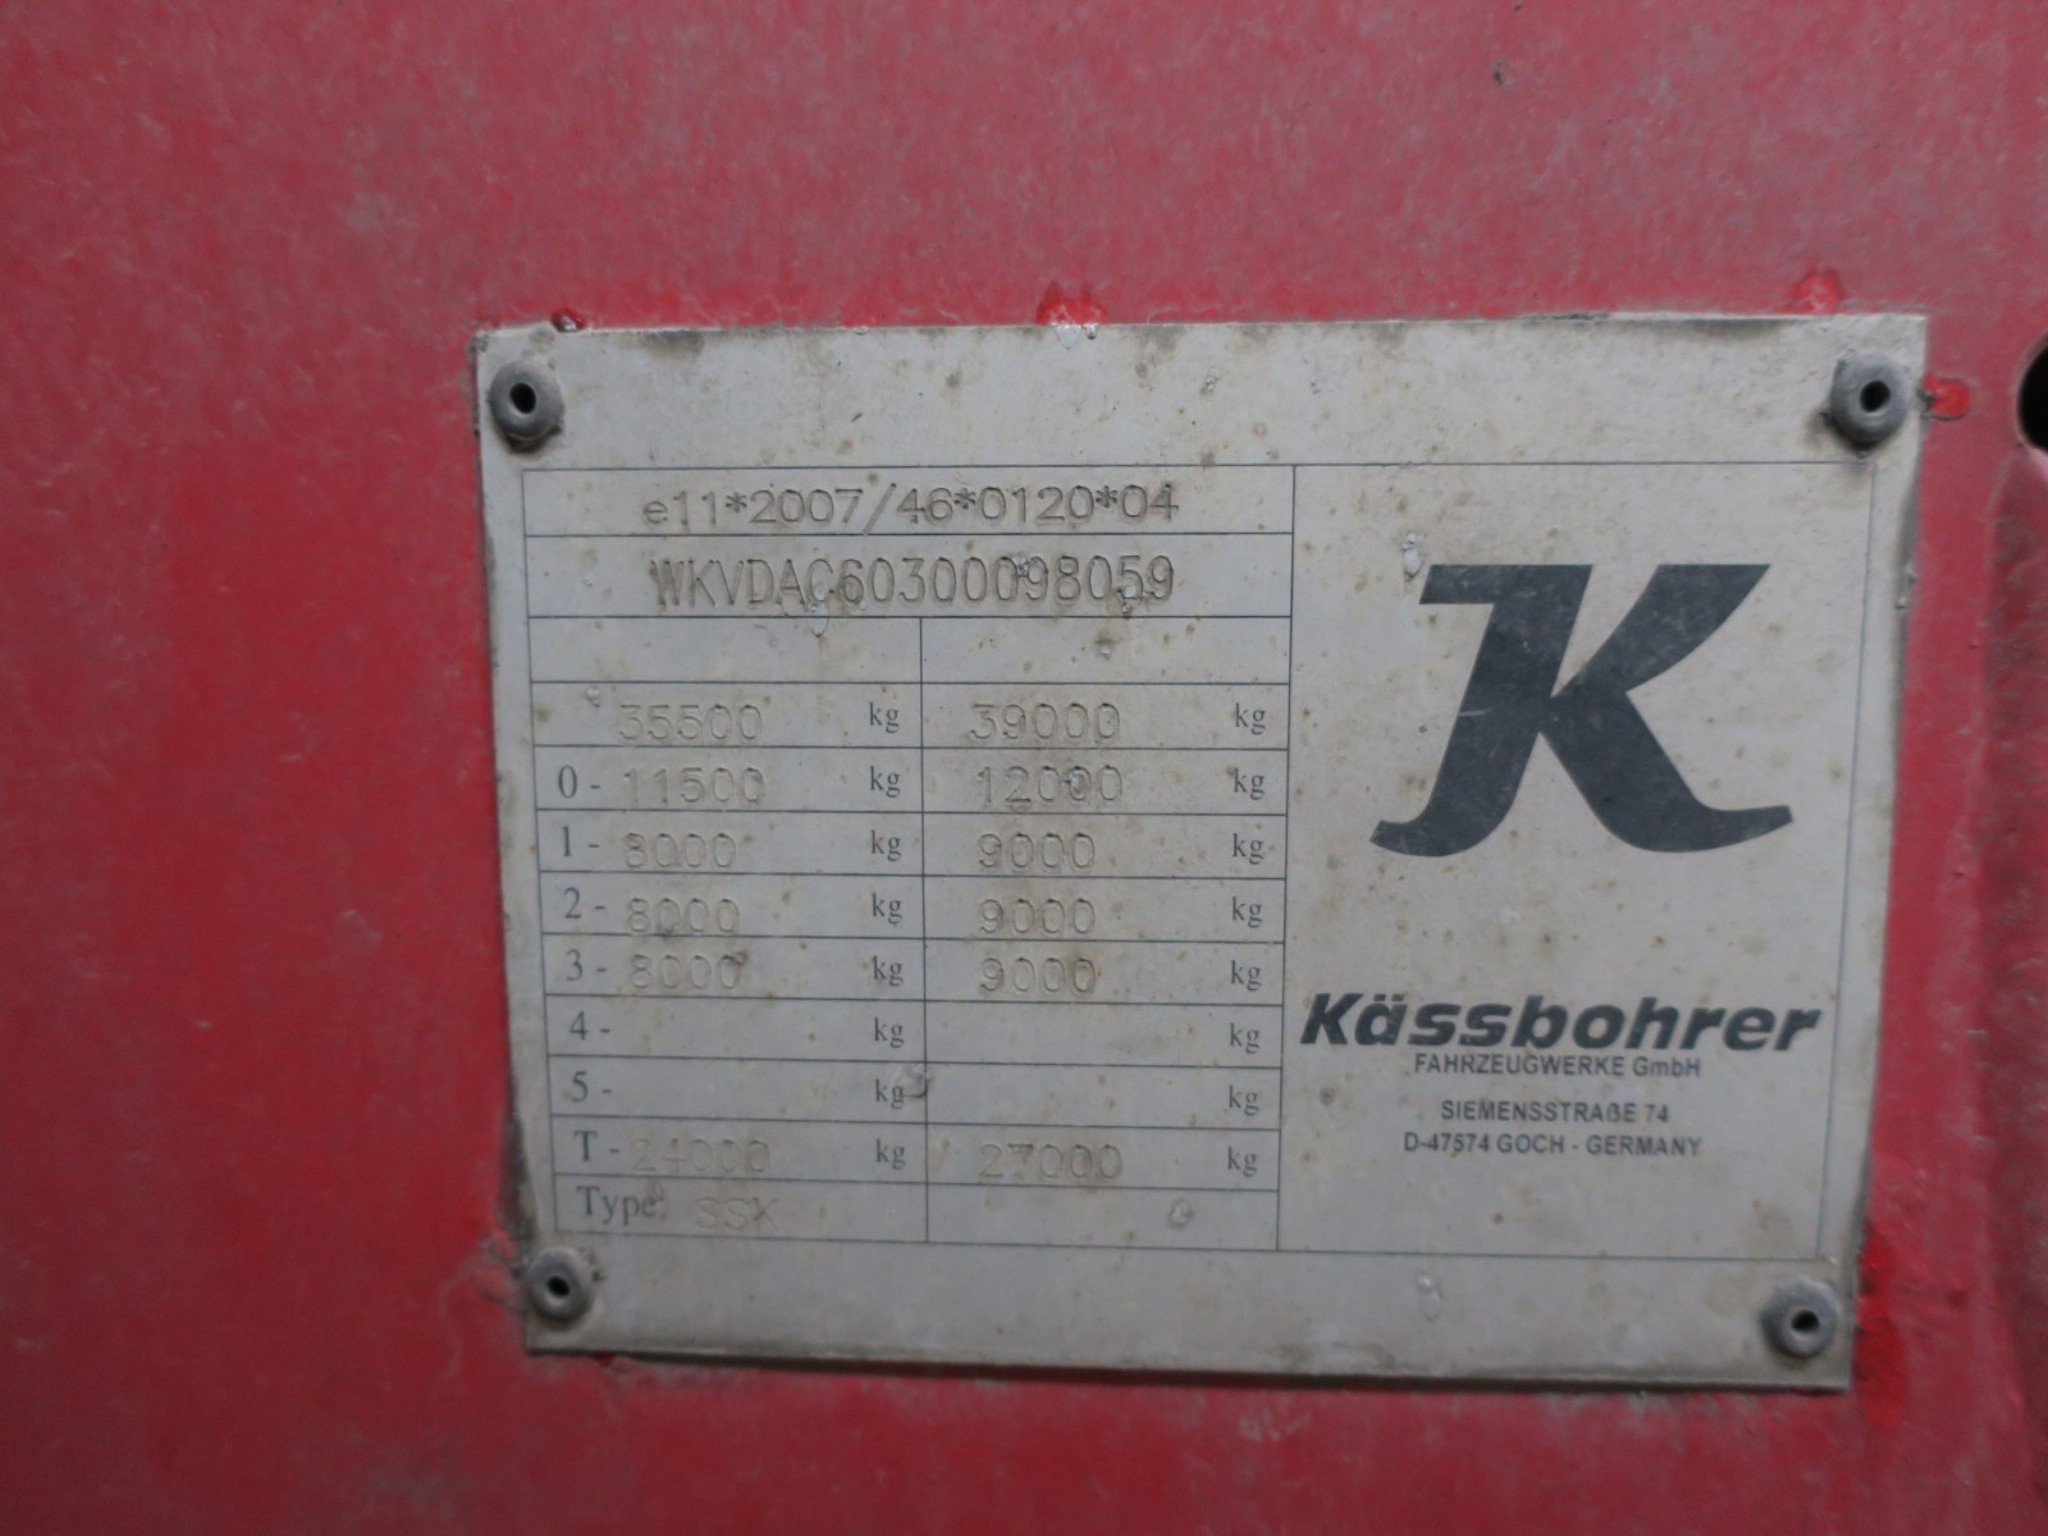 e11*2007/46*0120*04
WKVDAC60300098059
35500 kg 39000 kg
0 - 11500 kg 12000 kg
1 - 8000 kg 9000 kg
2 - 8000 kg 9000 kg
3 - 8000 kg 9000 kg
4 - kg kg
5 - kg kg
T - 24000 kg 27000 kg
Type: SSK
K
Kässbohrer
FAHRZEUGWERKE GmbH
SIEMENSSTRAßE 74
D-47574 GOCH - GERMANY